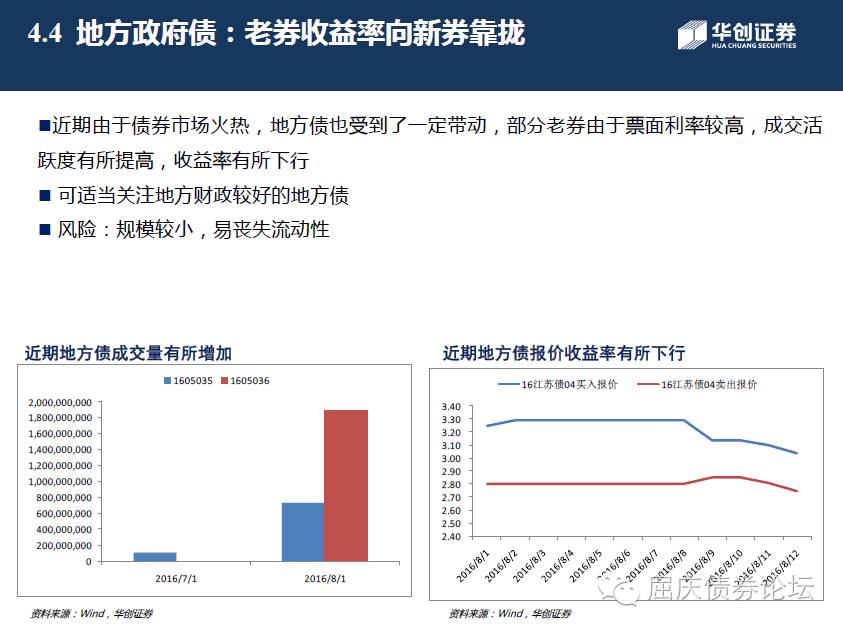 4.4 地方政府债：老券收益率向新券靠拢
华创证券
HUA CHUANG SECURITIES
■近期由于债券市场火热，地方债也受到了一定带动，部分老券由于票面利率较高，成交活
跃度有所提高，收益率有所下行
■ 可适当关注地方财政较好的地方债
■ 风险：规模较小，易丧失流动性
近期地方债成交量有所增加
1605035 1605036
2,000,000,000
1,800,000,000
1,600,000,000
1,400,000,000
1,200,000,000
1,000,000,000
800,000,000
600,000,000
400,000,000
200,000,000
0
2016/7/1 2016/8/1
资料来源：Wind，华创证券
近期地方债报价收益率有所下行
16江苏债04买入报价 16江苏债04卖出报价
3.40
3.30
3.20
3.10
3.00
2.90
2.80
2.70
2.60
2.50
2.40
2016/8/1 2016/8/2 2016/8/3 2016/8/4 2016/8/5 2016/8/6 2016/8/7 2016/8/8 2016/8/9 2016/8/10 2016/8/11 2016/8/12
屈庆债券论坛
资料来源：Wind，华创证券